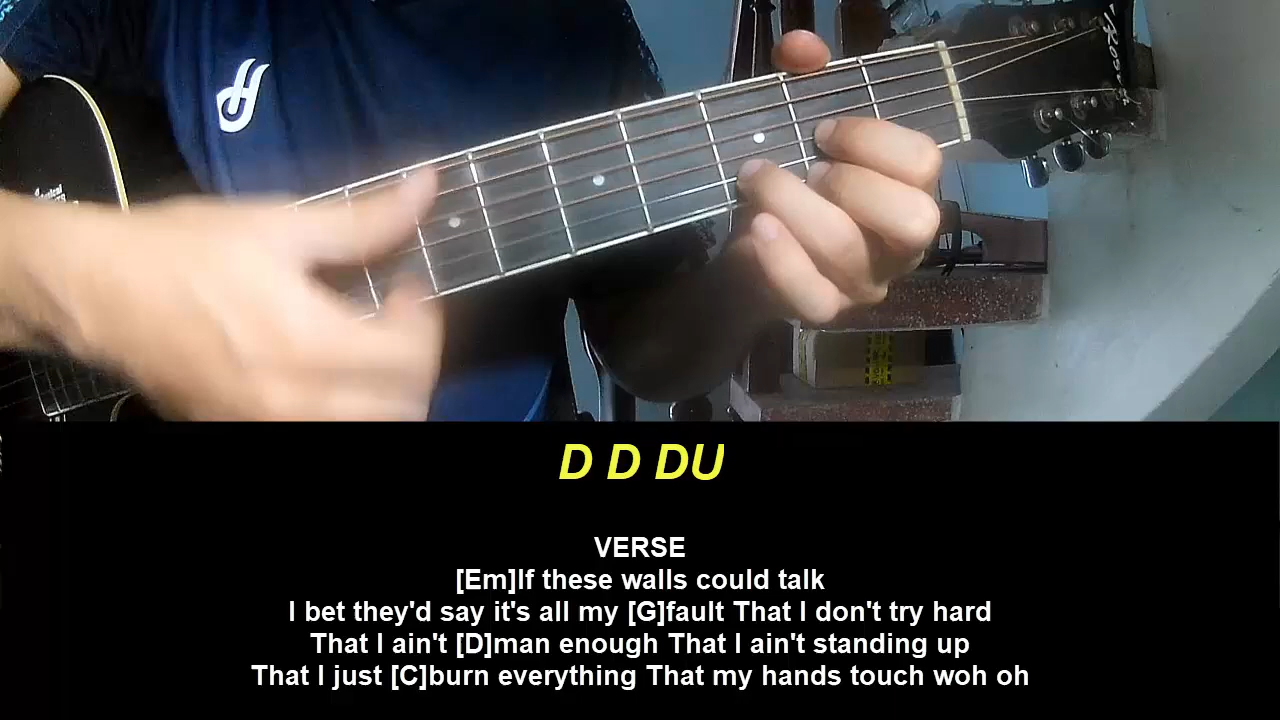 D D DU
VERSE
[Em]If these walls could talk
I bet they'd say it's all my [G]fault That I don't try hard
That I ain't [D]man enough That I ain't standing up
That I just [C]burn everything That my hands touch woh oh